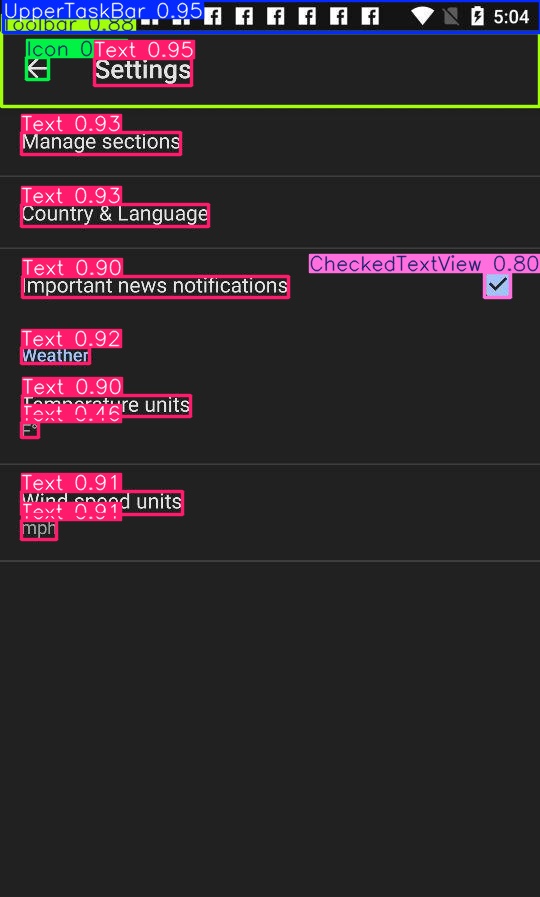 UpperTaskBar 0.95
Toolbar 0.88
5:04
Icon 0
Text 0.95
Settings
Text 0.93
Manage sections
Text 0.93
Country & Language
CheckedTextView 0.80
Text 0.90
Important news notifications
Text 0.92
Weather
Text 0.90
Temperature units
Text 0.46
F°
Text 0.91
Wind speed units
Text 0.91
mph